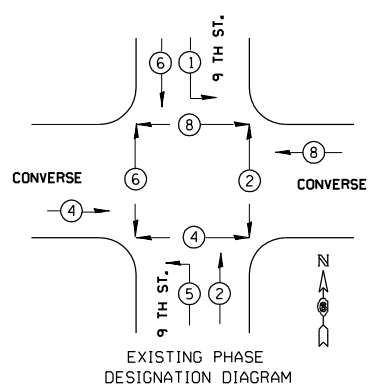 9 TH ST.
6
1
8
8
CONVERSE
6
2
CONVERSE
4
4
N
9 TH ST.
5
2
EXISTING PHASE
DESIGNATION DIAGRAM